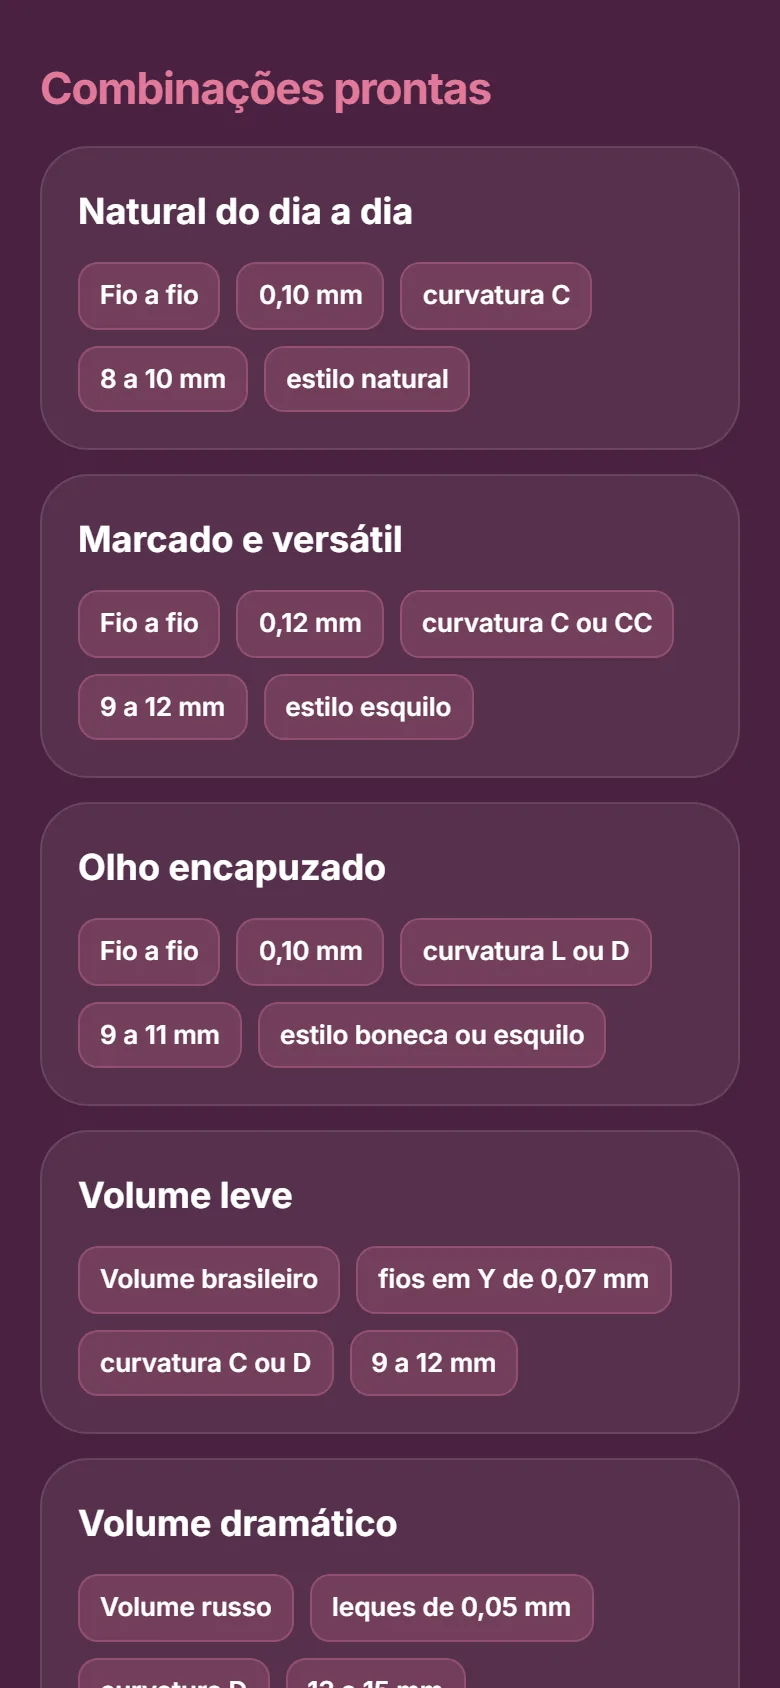 Combinações prontas
Natural do dia a dia
Fio a fio 0,10 mm curvatura C
8 a 10 mm estilo natural
Marcado e versátil
Fio a fio 0,12 mm curvatura C ou CC
9 a 12 mm estilo esquilo
Olho encapuzado
Fio a fio 0,10 mm curvatura L ou D
9 a 11 mm estilo boneca ou esquilo
Volume leve
Volume brasileiro fios em Y de 0,07 mm
curvatura C ou D 9 a 12 mm
Volume dramático
Volume russo leques de 0,05 mm